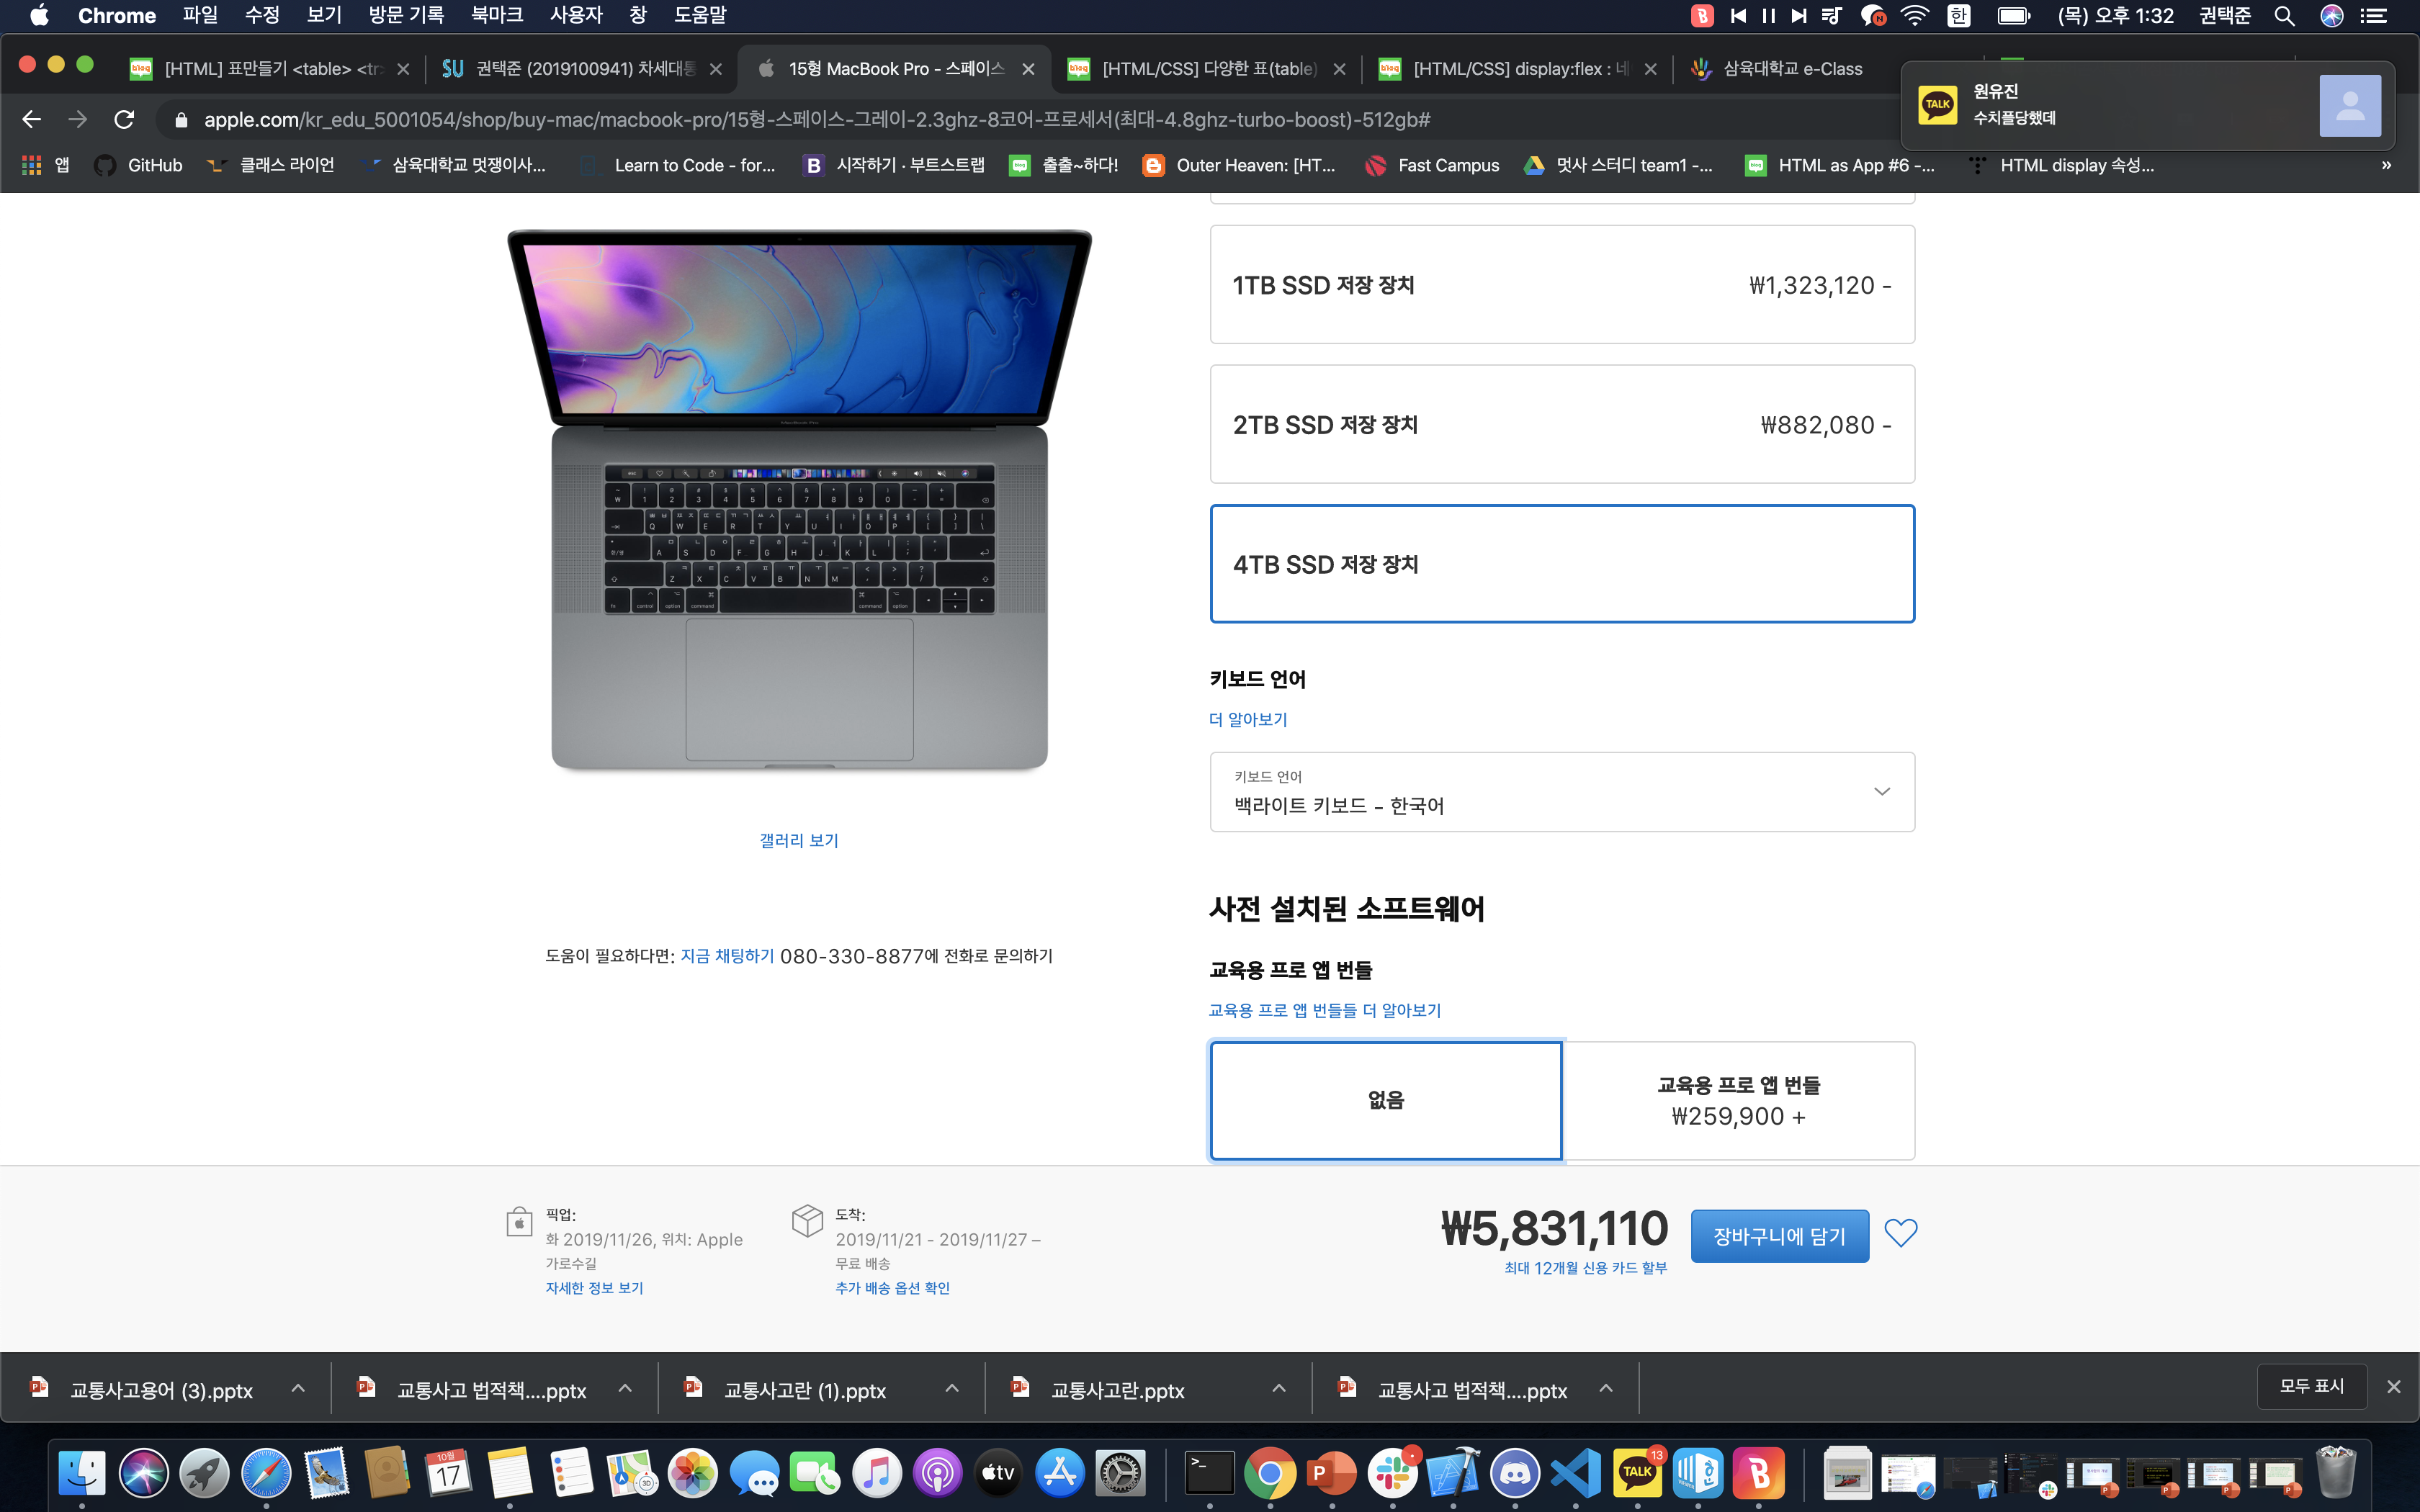 Chrome 파일 수정 보기 방문 기록 북마크 사용자 창 도움말 한 (목) 오후 1:32 권택준
[HTML] 표만들기 <table> <tr>
권택준 (2019100941) 차세대통
15형 MacBook Pro - 스페이스
[HTML/CSS] 다양한 표(table)
[HTML/CSS] display:flex : 네
삼육대학교 e-Class
TALK
원유진
수치플당했데
apple.com/kr_edu_5001054/shop/buy-mac/macbook-pro/15형-스페이스-그레이-2.3ghz-8코어-프로세서(최대-4.8ghz-turbo-boost)-512gb#
앱 GitHub 클래스 라이언 삼육대학교 멋쟁이사... Learn to Code - for... B 시작하기 · 부트스트랩 출출~하다! Outer Heaven: [HT... Fast Campus 멋사 스터디 team1 -... HTML as App #6 -... HTML display 속성... »
1TB SSD 저장 장치 ₩1,323,120 -
2TB SSD 저장 장치 ₩882,080 -
4TB SSD 저장 장치
키보드 언어
더 알아보기
키보드 언어
백라이트 키보드 – 한국어
갤러리 보기
사전 설치된 소프트웨어
도움이 필요하다면: 지금 채팅하기 080-330-8877에 전화로 문의하기
교육용 프로 앱 번들
교육용 프로 앱 번들들 더 알아보기
없음
교육용 프로 앱 번들
₩259,900 +
픽업:
화 2019/11/26, 위치: Apple
가로수길
자세한 정보 보기
도착:
2019/11/21 - 2019/11/27 –
무료 배송
추가 배송 옵션 확인
₩5,831,110
최대 12개월 신용 카드 할부
장바구니에 담기
교통사고용어 (3).pptx
교통사고 법적책....pptx
교통사고란 (1).pptx
교통사고란.pptx
교통사고 법적책....pptx
모두 표시
10월
17
tv
TALK
13